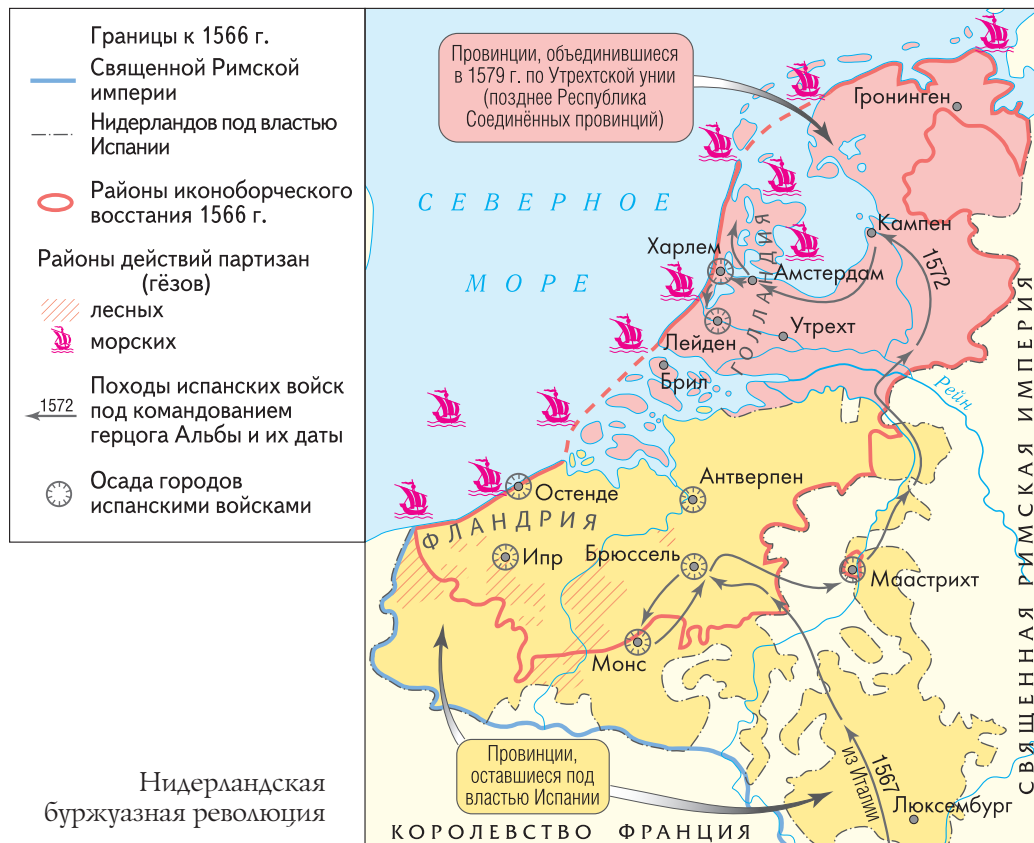 Границы к 1566 г.
Священной Римской
империи
Нидерландов под властью
Испании
Районы иконоборческого
восстания 1566 г.
Районы действий партизан
(гёзов)
лесных
морских
1572
Походы испанских войск
под командованием
герцога Альбы и их даты
Осада городов
испанскими войсками
Нидерландская
буржуазная революция
Провинции, объединившиеся
в 1579 г. по Утрехтской унии
(позднее Республика
Соединённых провинций)
СЕВЕРНОЕ
МОРЕ
Гронинген
Кампен
1572
Харлем
Амстердам
ГОЛЛАНДИЯ
Лейден
Утрехт
Брил
Рейн
Остенде
Антверпен
ФЛАНДРИЯ
Ипр
Брюссель
Маастрихт
Монс
Провинции,
оставшиеся под
властью Испании
1567
из Италии
Люксембург
КОРОЛЕВСТВО ФРАНЦИЯ
СВЯЩЕННАЯ РИМСКАЯ ИМПЕРИЯ